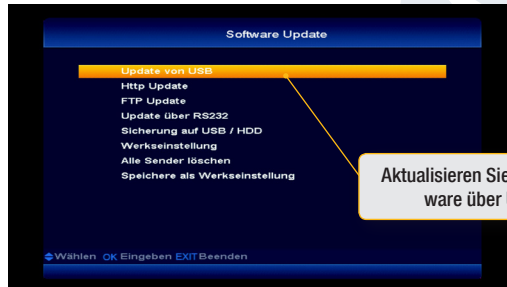 Software Update
Update von USB
Http Update
FTP Update
Update über RS232
Sicherung auf USB / HDD
Werkseinstellung
Alle Sender löschen
Speichere als Werkseinstellung
Aktualisieren Sie
ware über
Wählen OK Eingeben EXIT Beenden